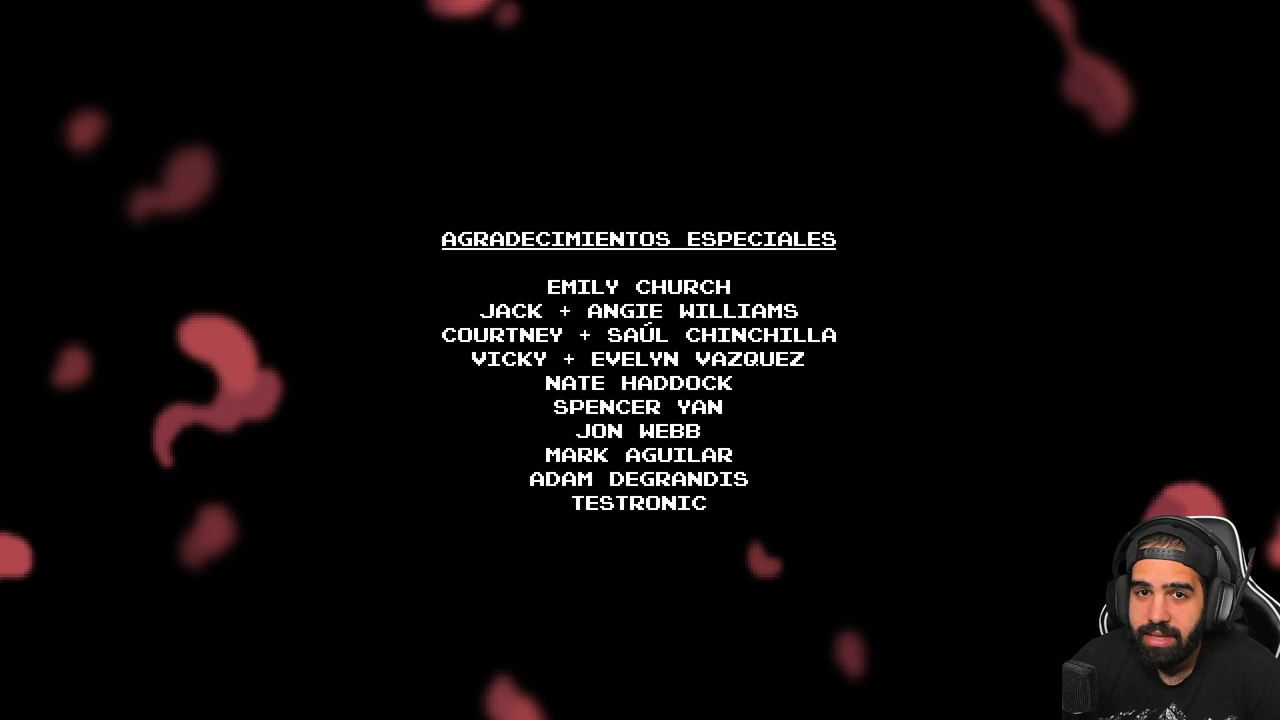 AGRADECIMIENTOS ESPECIALES
EMILY CHURCH
JACK + ANGIE WILLIAMS
COURTNEY + SAÚL CHINCHILLA
VICKY + EVELYN VAZQUEZ
NATE HADDOCK
SPENCER YAN
JON WEBB
MARK AGUILAR
ADAM DEGRANDIS
TESTRONIC